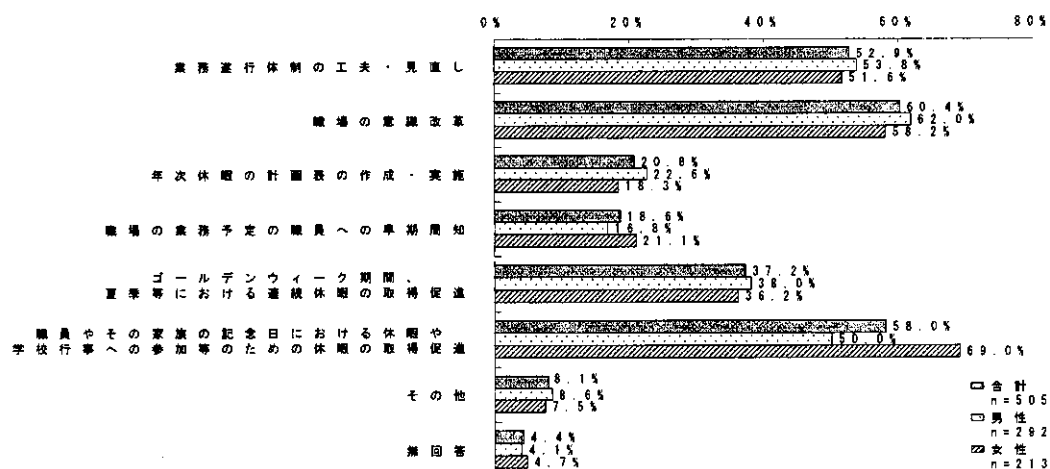 0% 20% 40% 60% 80%
業務遂行体制の工夫・見直し
52.9%
53.8%
51.6%
職場の意識改革
60.4%
62.0%
58.2%
年次休暇の計画表の作成・実施
20.8%
22.6%
18.3%
職場の業務予定の職員への早期周知
18.6%
16.8%
21.1%
ゴールデンウィーク期間、
夏季等における連続休暇の取得促進
37.2%
38.0%
36.2%
職員やその家族の記念日における休暇や
学校行事への参加等のための休暇の取得促進
58.0%
50.0%
69.0%
その他
8.1%
8.6%
7.5%
無回答
4.4%
4.1%
4.7%
合計
n=505
男性
n=292
女性
n=213